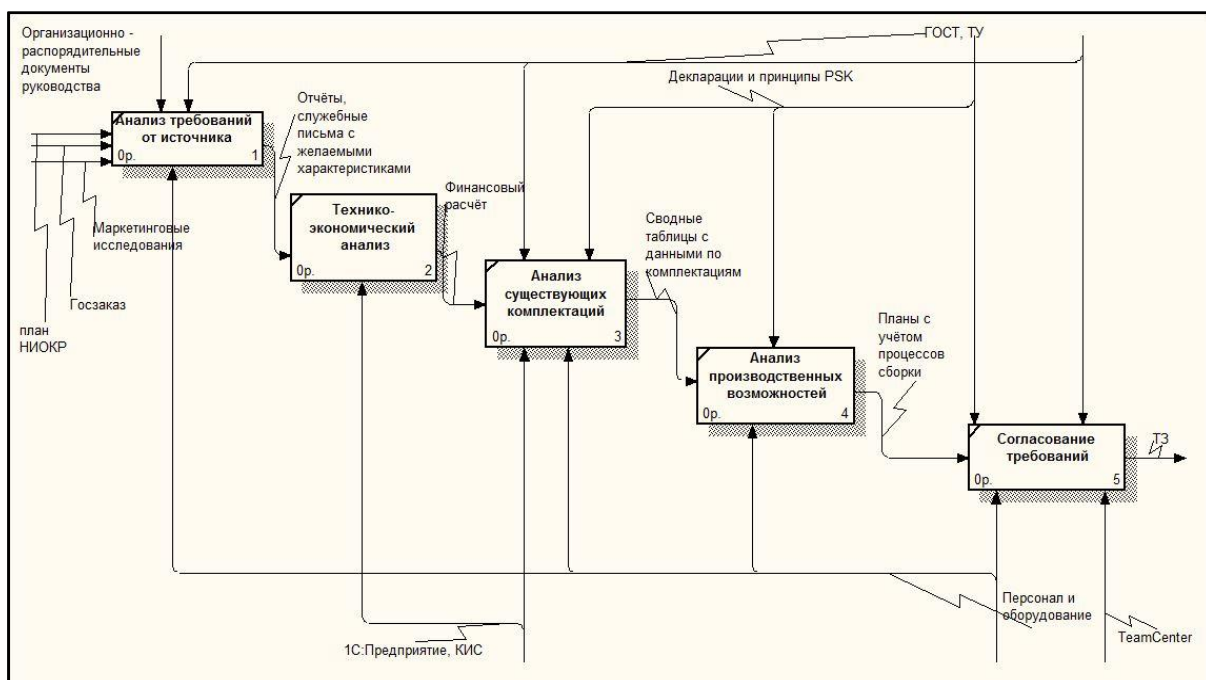 Организационно -
распорядительные
документы
руководства
ГОСТ, ТУ
Декларации и принципы PSK
Отчёты,
служебные
письма с
желаемыми
характеристиками
Анализ требований
от источника
0р. 1
Маркетинговые
исследования
Госзаказ
план
НИОКР
Технико-
экономический
анализ
0р. 2
Финансовый
расчёт
Анализ
существующих
комплектаций
0р. 3
Сводные
таблицы с
данными по
комплектациям
Анализ
производственных
возможностей
0р. 4
Планы с
учётом
процессов
сборки
Согласование
требований
0р. 5
ТЗ
Персонал и
оборудование
1С:Предприятие, КИС
TeamCenter